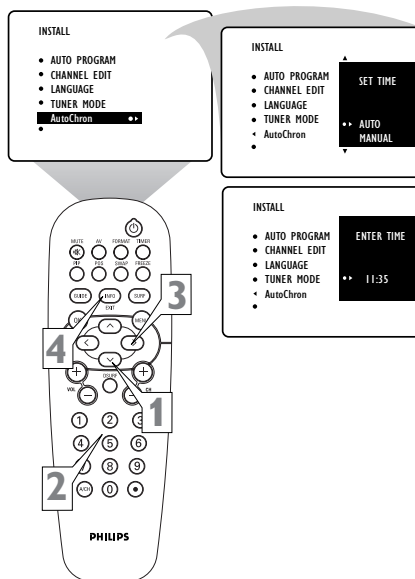 INSTALL
• AUTO PROGRAM
• CHANNEL EDIT
• LANGUAGE
• TUNER MODE
AutoChron
INSTALL
• AUTO PROGRAM
• CHANNEL EDIT
• LANGUAGE
• TUNER MODE
AutoChron
SET TIME
AUTO
MANUAL
INSTALL
• AUTO PROGRAM
• CHANNEL EDIT
• LANGUAGE
• TUNER MODE
AutoChron
ENTER TIME
11:35
MUTE AV FORMAT TIMER
PIP POS SWAP FREEZE
GUIDE INFO SURF
EXIT
MENU
3
4
VOL CH
1
1 2 3
4 5 6
2
8 9
A/CH 0
PHILIPS